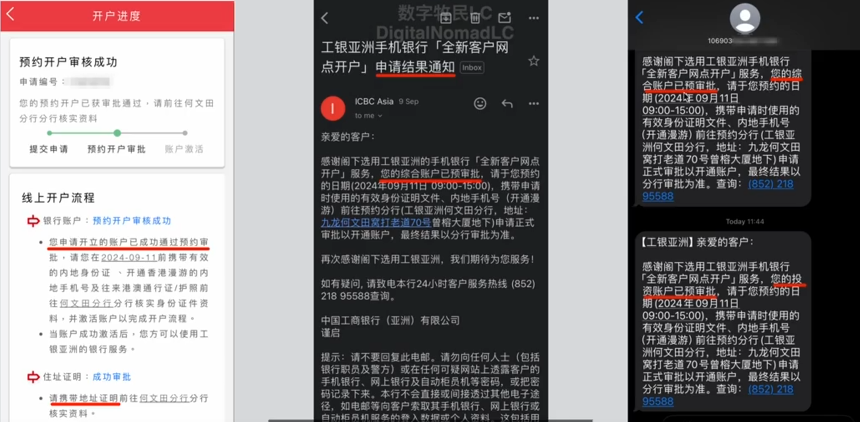 开户进度
预约开户审核成功
申请编号：
您的预约开户已获审批通过，请前往何文田
分行分行核实资料
提交申请
预约开户审批
账户激活
线上开户流程
银行账户：预约开户审核成功
• 您申请开立的账户已成功通过预约审
批，请您在2024-09-11前携带有效
的内地身份证 、开通香港漫游的内
地手机号及往来港澳通行证/护照前
往何文田分行分行核实身份证件资
料，并激活账户以完成开户流程。
• 当账户成功激活后，您方可以使用工
银亚洲的银行服务。
住址证明：成功审批
• 请携带地址证明前往何文田分行分行
核实资料。
数字牧民LC
DigitalNomadLC
工银亚洲手机银行「全新客户网
点开户」申请结果通知 Inbox
I
ICBC Asia 9 Sep
to me
亲爱的客户：
感谢阁下选用工银亚洲的手机银行「全新客户网点
开户」服务，您的综合账户已预审批，请于您预约
的日期(2024年09月11日 09:00-15:00)，携带申请
时使用的有效身份证明文件、内地手机号（开通漫
游）前往预约分行(工银亚洲何文田分行，地址：
九龙何文田窝打老道70号曾榕大厦地下)申请正式
审批以开通账户，最终结果以分行审批为准。
再次感谢阁下选用工银亚洲，我们期待为您服务！
如有疑问, 请致电本行24小时客户服务热线 (852)
218 95588查询。
中国工商银行（亚洲）有限公司
谨启
提示：请不要回复此电邮。请勿向任何人士（包括
银行职员及警方）或在任何可疑网站上透露客户的
手机银行、网上银行及自动柜员机等密码，或把密
码记录下来。本行不会直接或间接透过其他电子途
径，如电邮等向客户索取其手机银行、网上银行或
自动柜员机服务的登入数据或个人资料。这包括用
106903
感谢阁下选用工银亚洲手机银行
「全新客户网点开户」服务，您的综
合账户已预审批，请于您预约的日
期(2024年09月11日
09:00-15:00)，携带申请时使用的
有效身份证明文件、内地手机号
（开通漫游）前往预约分行(工银亚
洲何文田分行，地址：九龙何文田
窝打老道70号曾榕大厦地下)申请
正式审批以开通账户，最终结果以
分行审批为准。查询：(852) 218
95588
Today 11:44
【工银亚洲】亲爱的客户：
感谢阁下选用工银亚洲手机银行
「全新客户网点开户」服务，您的投
资账户已预审批，请于您预约的日
期(2024年09月11日
09:00-15:00)，携带申请时使用的
有效身份证明文件、内地手机号
（开通漫游）前往预约分行(工银亚
洲何文田分行，地址：九龙何文田
窝打老道70号曾榕大厦地下)申请
正式审批以开通账户，最终结果以
分行审批为准。查询：(852) 218
95588